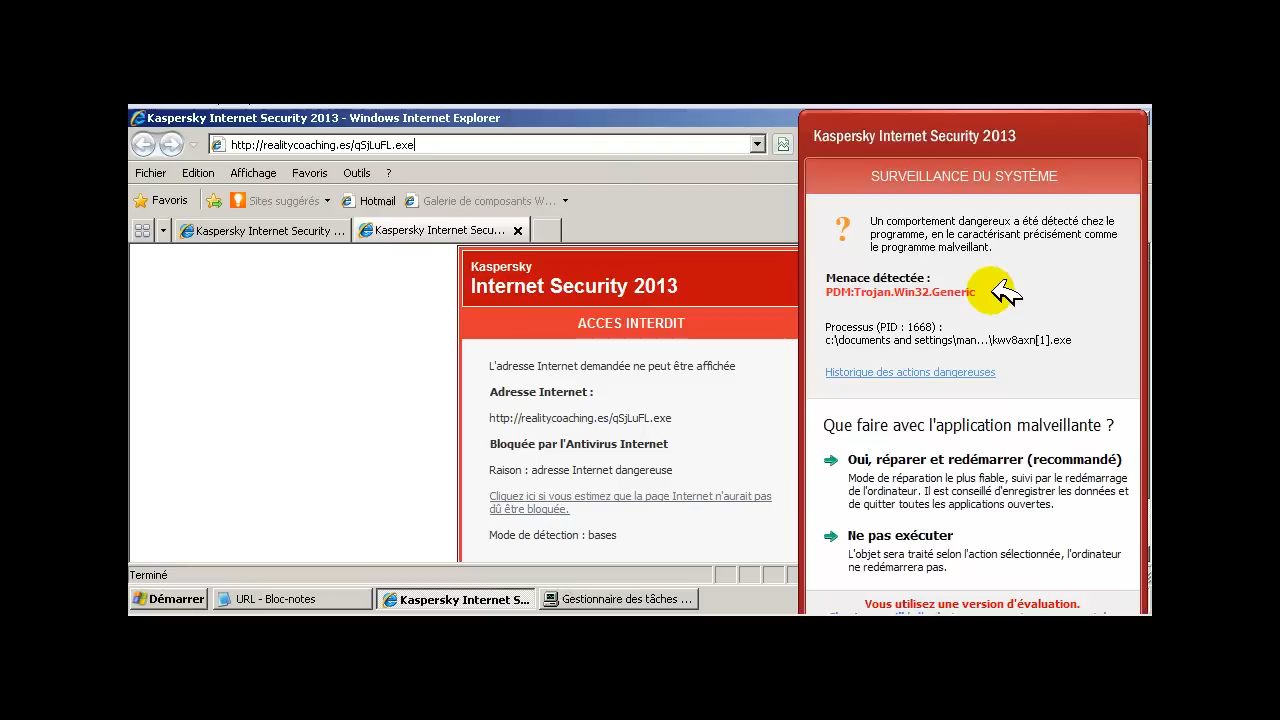 Kaspersky Internet Security 2013 - Windows Internet Explorer
http://realitycoaching.es/qSjLuFL.exe
Fichier Edition Affichage Favoris Outils ?
Favoris Sites suggérés Hotmail Galerie de composants W...
Kaspersky Internet Security ... Kaspersky Internet Secu...
Kaspersky
Internet Security 2013
ACCES INTERDIT
L'adresse Internet demandée ne peut être affichée
Adresse Internet :
http://realitycoaching.es/qSjLuFL.exe
Bloquée par l'Antivirus Internet
Raison : adresse Internet dangereuse
Cliquez ici si vous estimez que la page Internet n'aurait pas
dû être bloquée.
Mode de détection : bases
Kaspersky Internet Security 2013
SURVEILLANCE DU SYSTÈME
?
Un comportement dangereux a été détecté chez le
programme, en le caractérisant précisément comme
le programme malveillant.
Menace détectée :
PDM:Trojan.Win32.Generic
Processus (PID : 1668) :
c:\documents and settings\man...\kwv8axn[1].exe
Historique des actions dangereuses
Que faire avec l'application malveillante ?
Oui, réparer et redémarrer (recommandé)
Mode de réparation le plus fiable, suivi par le redémarrage
de l'ordinateur. Il est conseillé d'enregistrer les données et
de quitter toutes les applications ouvertes.
Ne pas exécuter
L'objet sera traité selon l'action sélectionnée, l'ordinateur
ne redémarrera pas.
Vous utilisez une version d'évaluation.
Terminé
Démarrer URL - Bloc-notes Kaspersky Internet S... Gestionnaire des tâches ...